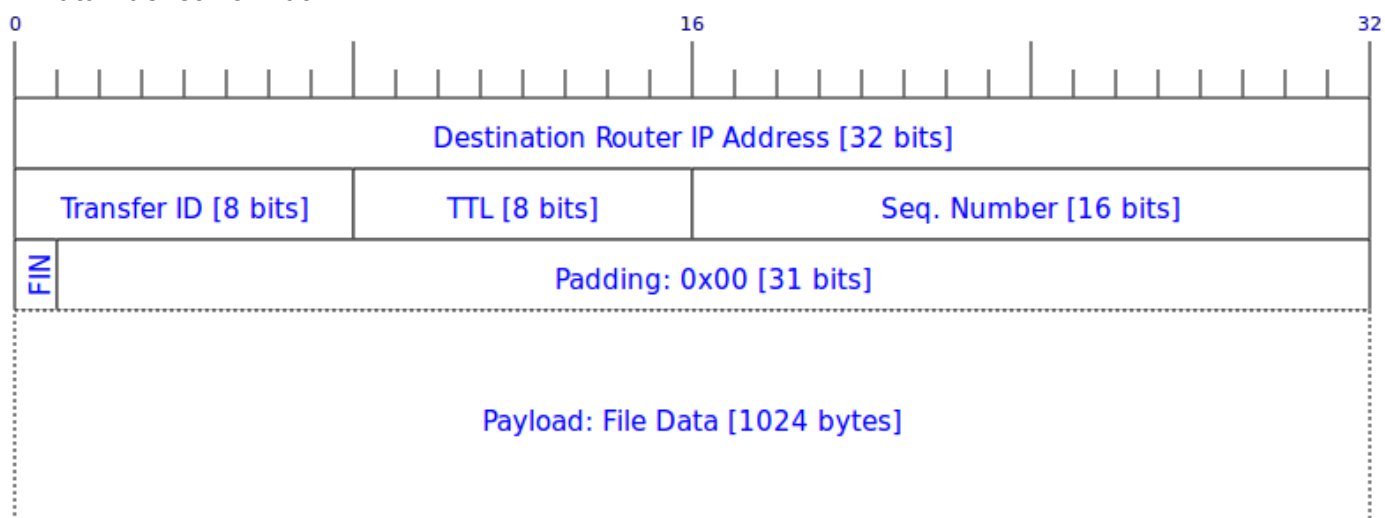 0 16 32
Destination Router IP Address [32 bits]
Transfer ID [8 bits] TTL [8 bits] Seq. Number [16 bits]
FIN Padding: 0x00 [31 bits]
Payload: File Data [1024 bytes]